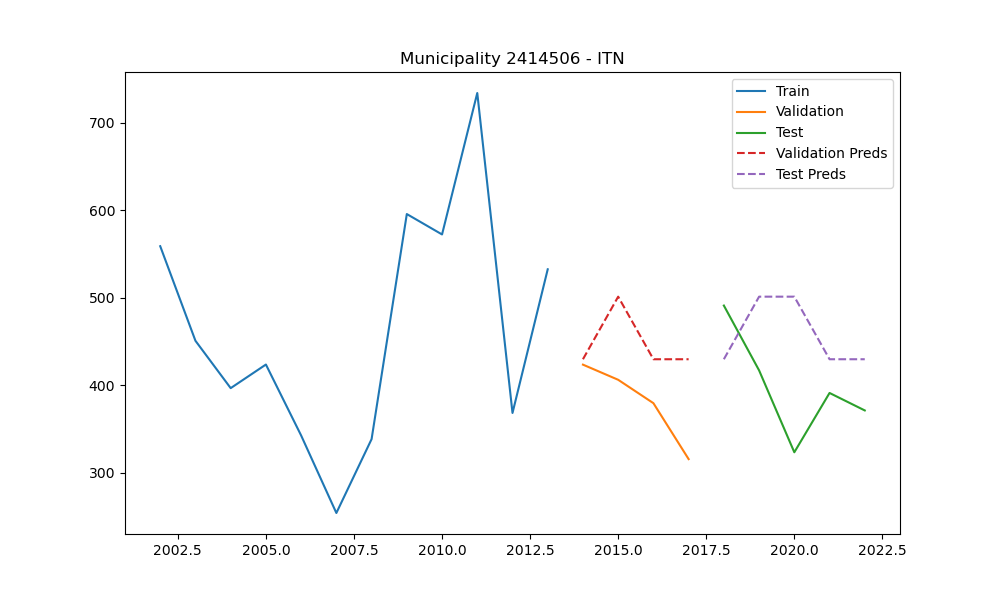 Municipality 2414506 - ITN
Train
Validation
Test
Validation Preds
Test Preds
700
600
500
400
300
2002.5 2005.0 2007.5 2010.0 2012.5 2015.0 2017.5 2020.0 2022.5